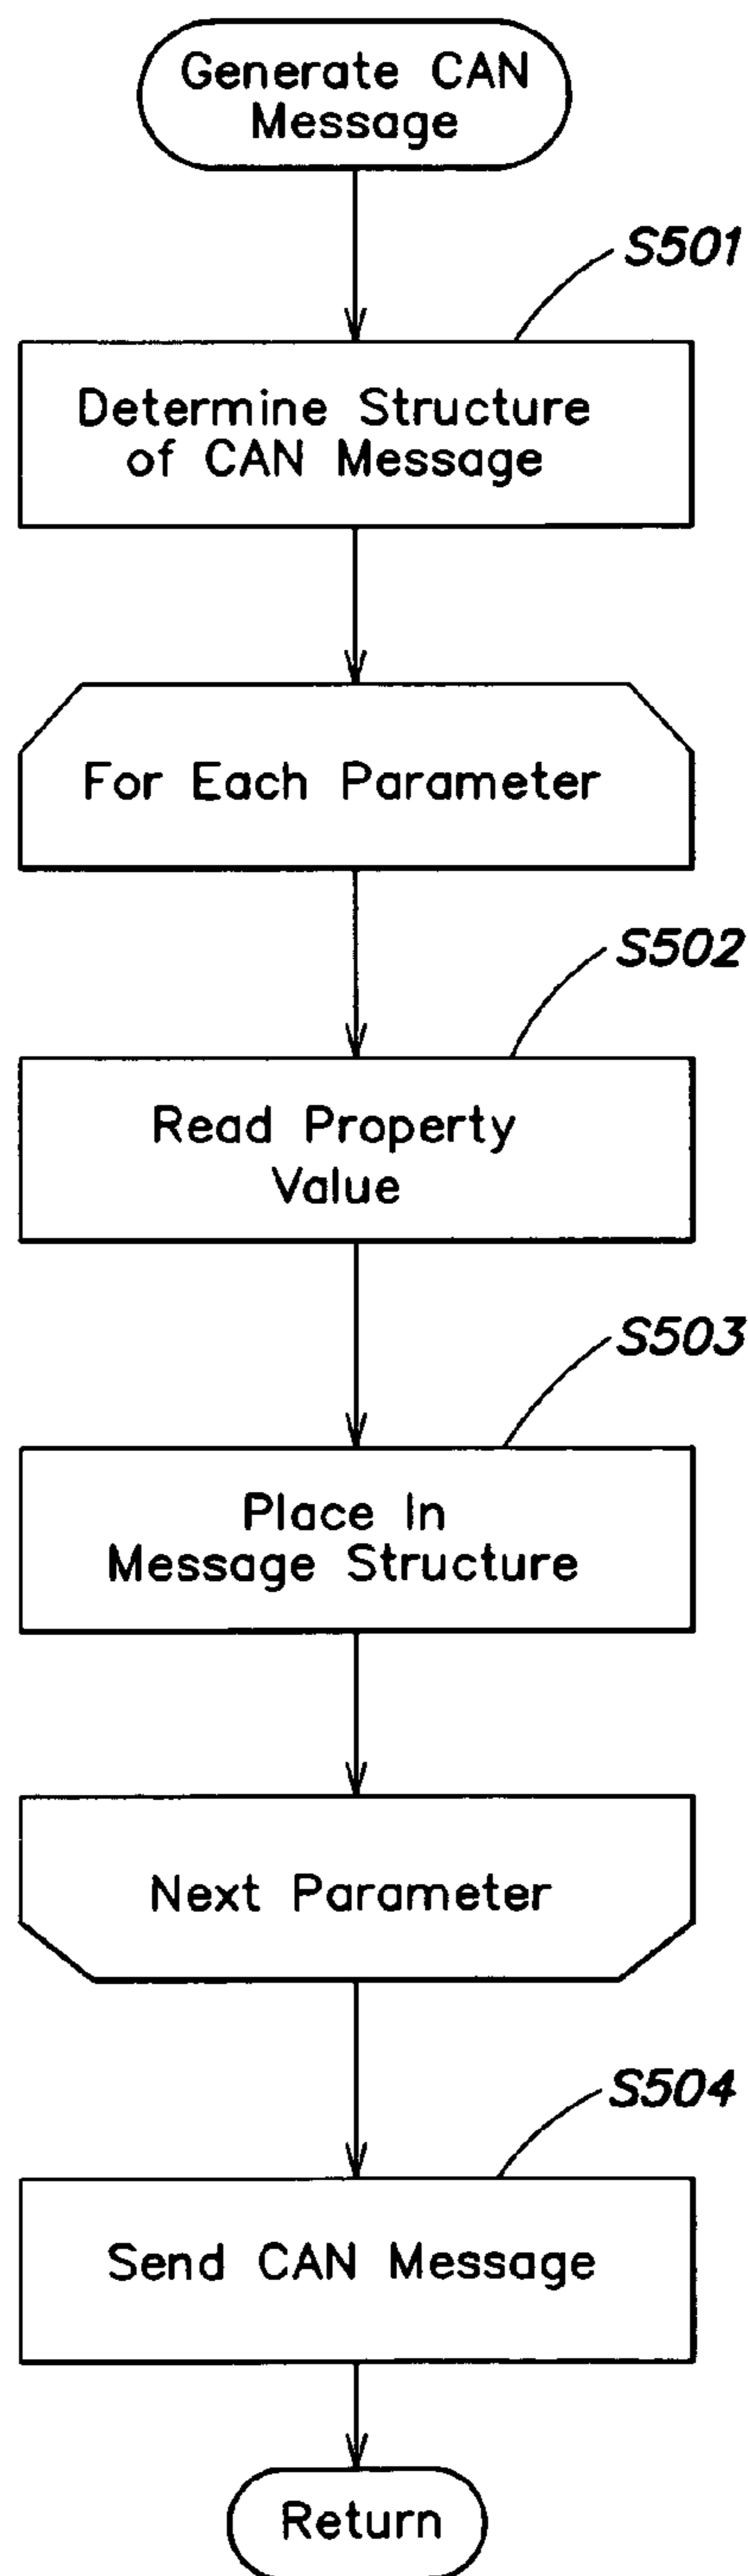 Generate CAN
Message
S501
Determine Structure
of CAN Message
For Each Parameter
S502
Read Property
Value
S503
Place In
Message Structure
Next Parameter
S504
Send CAN Message
Return